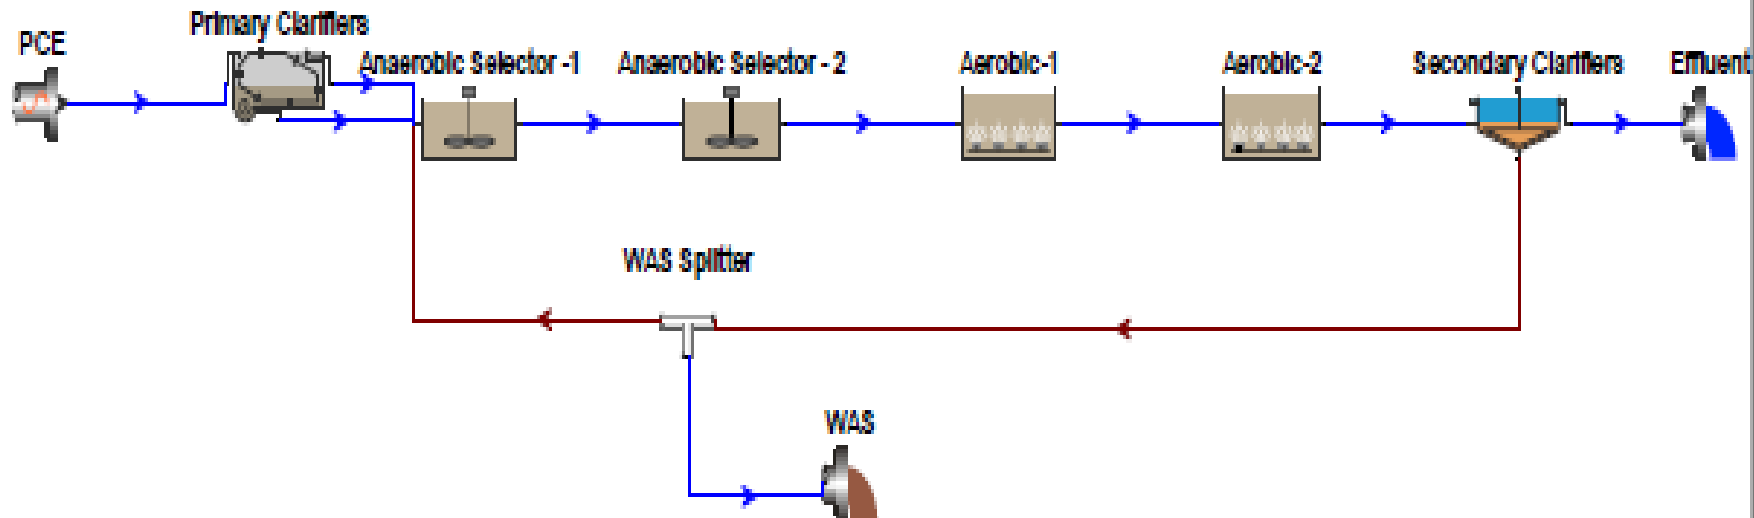 PCE
Primary Clarifiers
Anaerobic Selector -1
Anaerobic Selector - 2
Aerobic-1
Aerobic-2
Secondary Clarifiers
Effluent
WAS Splitter
WAS